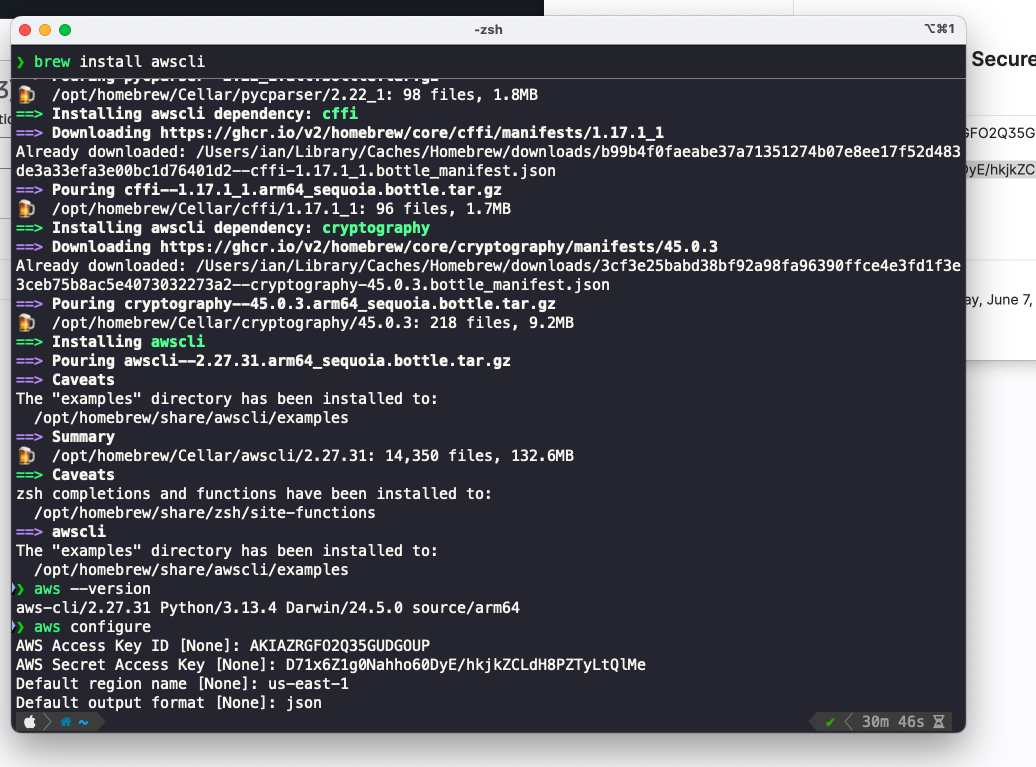 -zsh
⌥⌘1
❯ brew install awscli
🍺 /opt/homebrew/Cellar/pycparser/2.22_1: 98 files, 1.8MB
==> Installing awscli dependency: cffi
==> Downloading https://ghcr.io/v2/homebrew/core/cffi/manifests/1.17.1_1
Already downloaded: /Users/ian/Library/Caches/Homebrew/downloads/b99b4f0faeabe37a71351274b07e8ee17f52d483
de3a33efa3e00bc1d76401d2--cffi-1.17.1_1.bottle_manifest.json
==> Pouring cffi--1.17.1_1.arm64_sequoia.bottle.tar.gz
🍺 /opt/homebrew/Cellar/cffi/1.17.1_1: 96 files, 1.7MB
==> Installing awscli dependency: cryptography
==> Downloading https://ghcr.io/v2/homebrew/core/cryptography/manifests/45.0.3
Already downloaded: /Users/ian/Library/Caches/Homebrew/downloads/3cf3e25babd38bf92a98fa96390ffce4e3fd1f3e
3ceb75b8ac5e4073032273a2--cryptography-45.0.3.bottle_manifest.json
==> Pouring cryptography--45.0.3.arm64_sequoia.bottle.tar.gz
🍺 /opt/homebrew/Cellar/cryptography/45.0.3: 218 files, 9.2MB
==> Installing awscli
==> Pouring awscli--2.27.31.arm64_sequoia.bottle.tar.gz
==> Caveats
The "examples" directory has been installed to:
/opt/homebrew/share/awscli/examples
==> Summary
🍺 /opt/homebrew/Cellar/awscli/2.27.31: 14,350 files, 132.6MB
==> Caveats
zsh completions and functions have been installed to:
/opt/homebrew/share/zsh/site-functions
==> awscli
The "examples" directory has been installed to:
/opt/homebrew/share/awscli/examples
❯ aws --version
aws-cli/2.27.31 Python/3.13.4 Darwin/24.5.0 source/arm64
❯ aws configure
AWS Access Key ID [None]: AKIAZRGFO2Q35GUDGOUP
AWS Secret Access Key [None]: D71x6Z1g0Nahho60DyE/hkjkZCLdH8PZTyLtQlMe
Default region name [None]: us-east-1
Default output format [None]: json
~
✔ 30m 46s
Secure
GFO2Q35G
DyE/hkjkZC
ay, June 7,